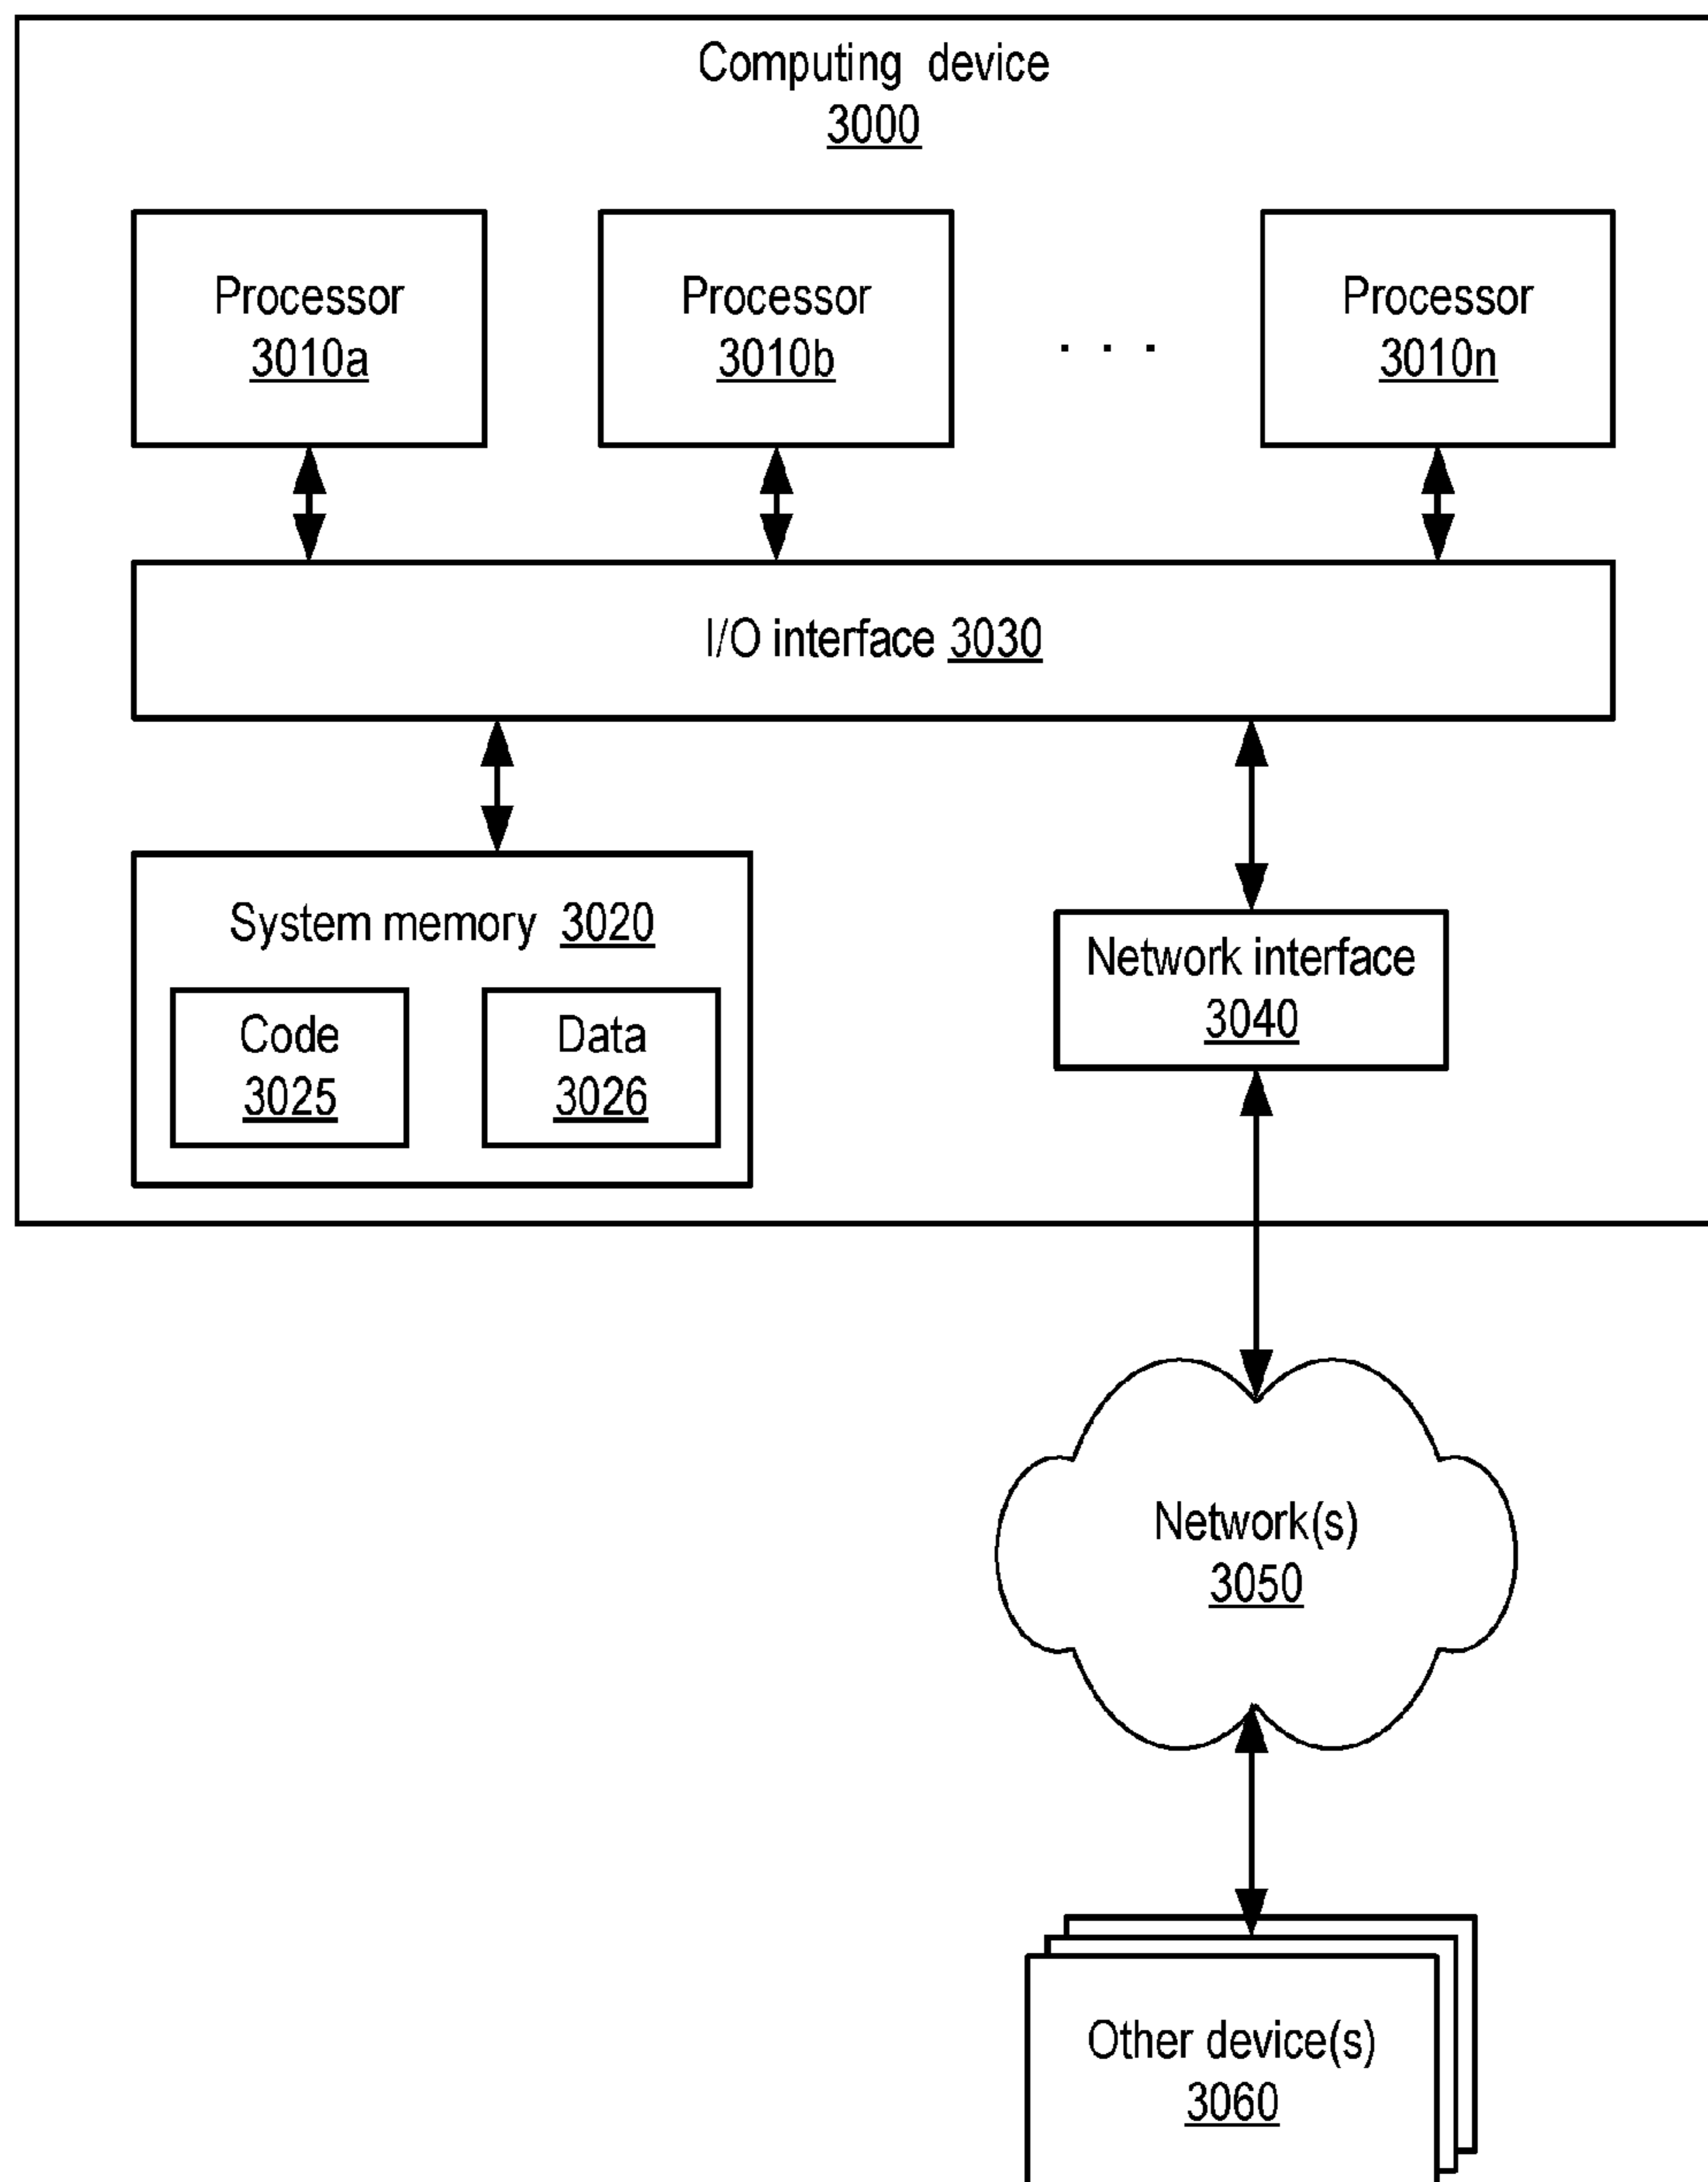 Computing device
3000
Processor
3010a
Processor
3010b
. . .
Processor
3010n
I/O interface 3030
System memory 3020
Code
3025
Data
3026
Network interface
3040
Network(s)
3050
Other device(s)
3060